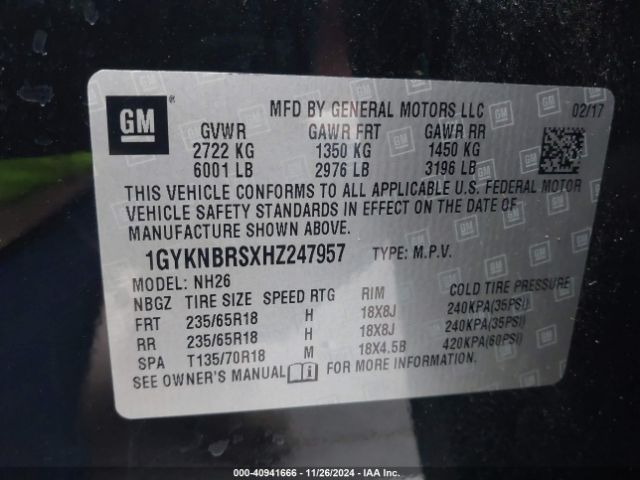 GM
®
MFD BY GENERAL MOTORS LLC 02/17
GVWR GAWR FRT GAWR RR
2722 KG 1350 KG 1450 KG
6001 LB 2976 LB 3196 LB
THIS VEHICLE CONFORMS TO ALL APPLICABLE U.S. FEDERAL MOTOR
VEHICLE SAFETY STANDARDS IN EFFECT ON THE DATE OF
MANUFACTURE SHOWN ABOVE.
1GYKNBRSXHZ247957 TYPE: M.P.V.
MODEL: NH26
NBGZ TIRE SIZE SPEED RTG RIM COLD TIRE PRESSURE
FRT 235/65R18 H 18X8J 240KPA(35PSI)
RR 235/65R18 H 18X8J 240KPA(35PSI)
SPA T135/70R18 M 18X4.5B 420KPA(60PSI)
SEE OWNER'S MANUAL
000-40941666 - 11/26/2024 - IAA Inc.